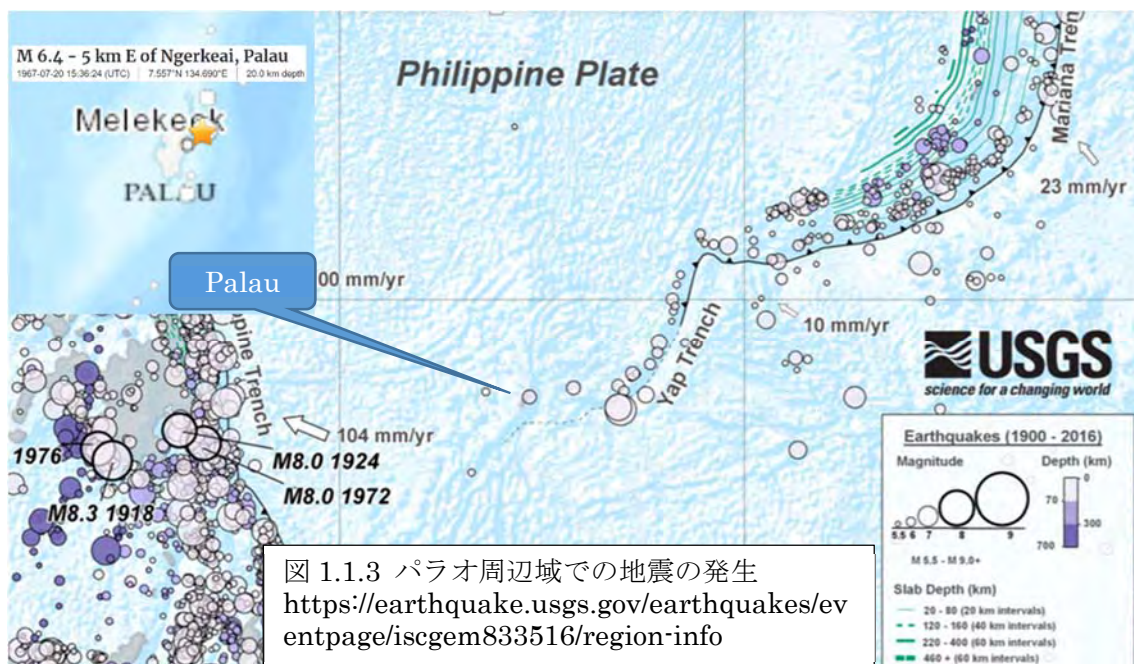 M 6.4 - 5 km E of Ngerkeai, Palau
1967-07-20 15:36:24 (UTC) 7.557°N 134.690°E 20.0 km depth
Melekeok
PALAU
Philippine Plate
Mariana Tren
23 mm/yr
Palau
00 mm/yr
10 mm/yr
Yap Trench
pine Trench
104 mm/yr
1976
M8.0 1924
M8.0 1972
M8.3 1918
USGS
science for a changing world
Earthquakes (1900 - 2016)
Magnitude
Depth (km)
0
70
300
700
5.5 6 7 8 9
M 5.5 - M 9.0+
Slab Depth (km)
20 - 80 (20 km intervals)
120 - 160 (40 km intervals)
220 - 400 (60 km intervals)
460 + (60 km intervals)
図 1.1.3 パラオ周辺域での地震の発生
https://earthquake.usgs.gov/earthquakes/ev
entpage/iscgem833516/region-info